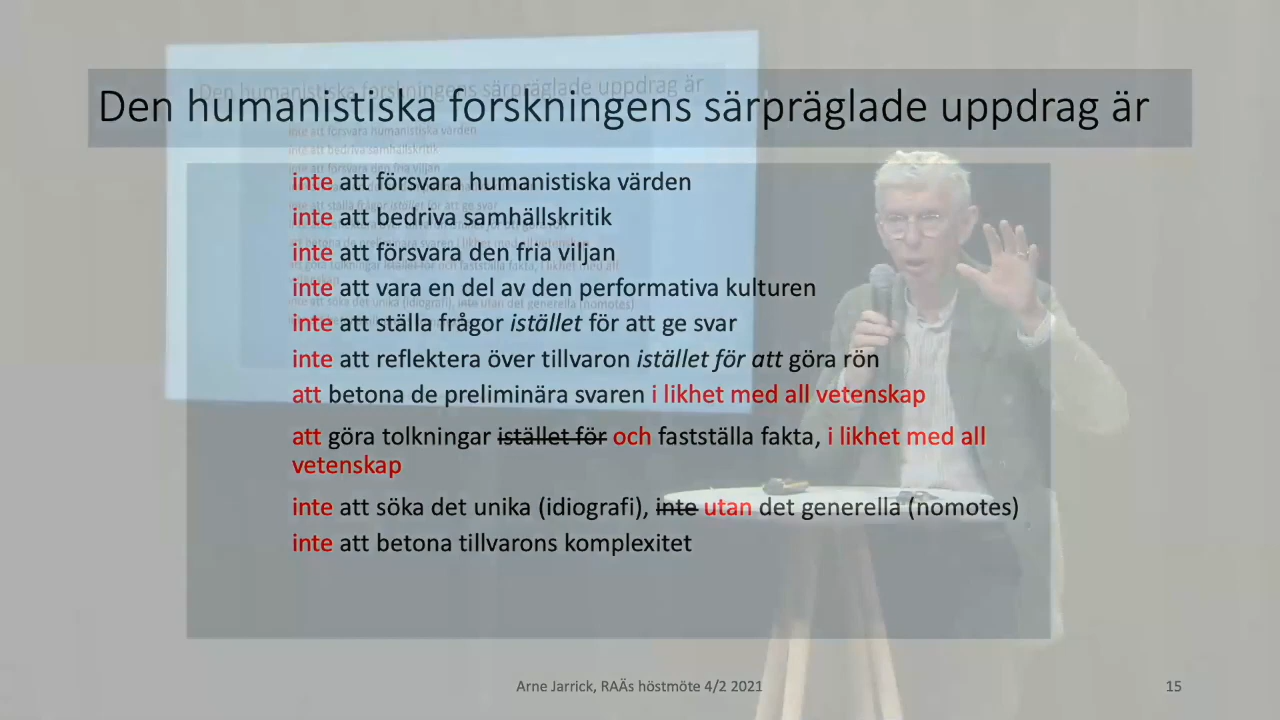 Den humanistiska forskningens särpräglade uppdrag är
inte att försvara humanistiska värden
inte att bedriva samhällskritik
inte att försvara den fria viljan
inte att vara en del av den performativa kulturen
inte att ställa frågor istället för att ge svar
inte att reflektera över tillvaron istället för att göra rön
att betona de preliminära svaren i likhet med all vetenskap
att göra tolkningar istället för och fastställa fakta, i likhet med all
vetenskap
inte att söka det unika (idiografi), inte utan det generella (nomotes)
inte att betona tillvarons komplexitet
Arne Jarrick, RAÄs höstmöte 4/2 2021
15